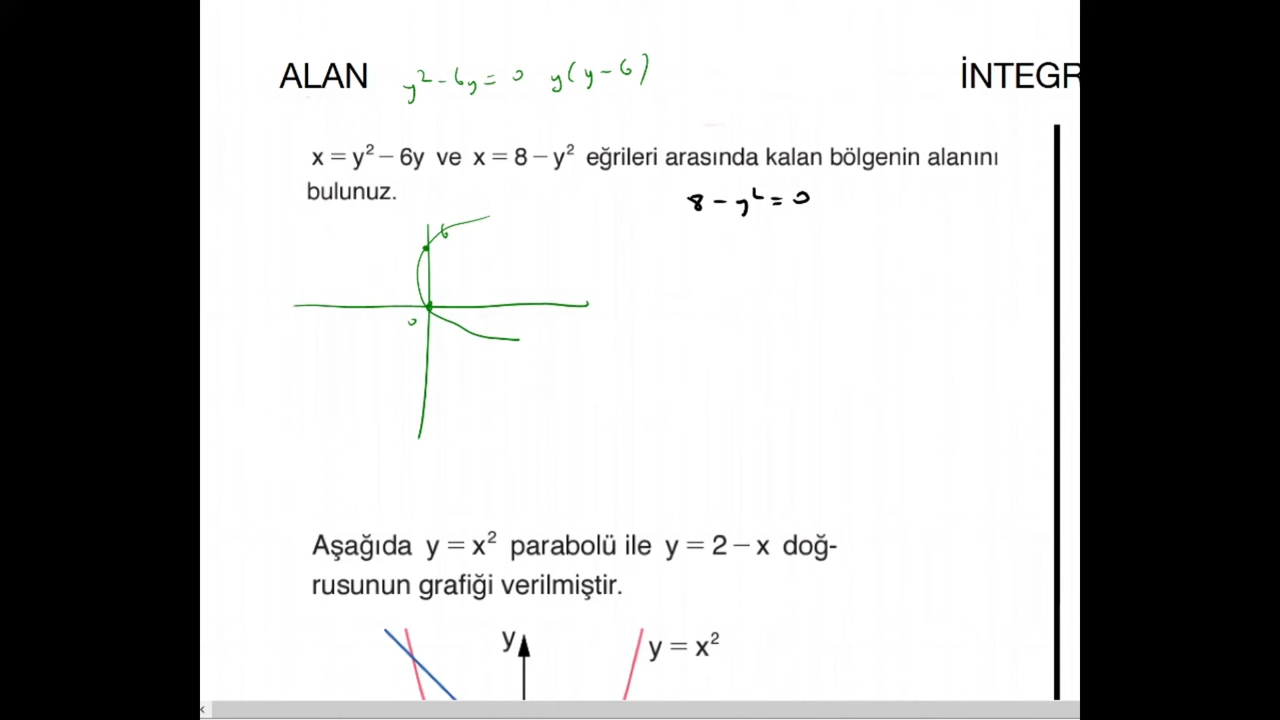 ALAN y² - 6y = 0 y(y - 6) İNTEGR
x = y² − 6y ve x = 8 − y² eğrileri arasında kalan bölgenin alanını
bulunuz. 8 - y² = 0
6
0
Aşağıda y = x² parabolü ile y = 2 − x doğ-
rusunun grafiği verilmiştir.
y y = x²